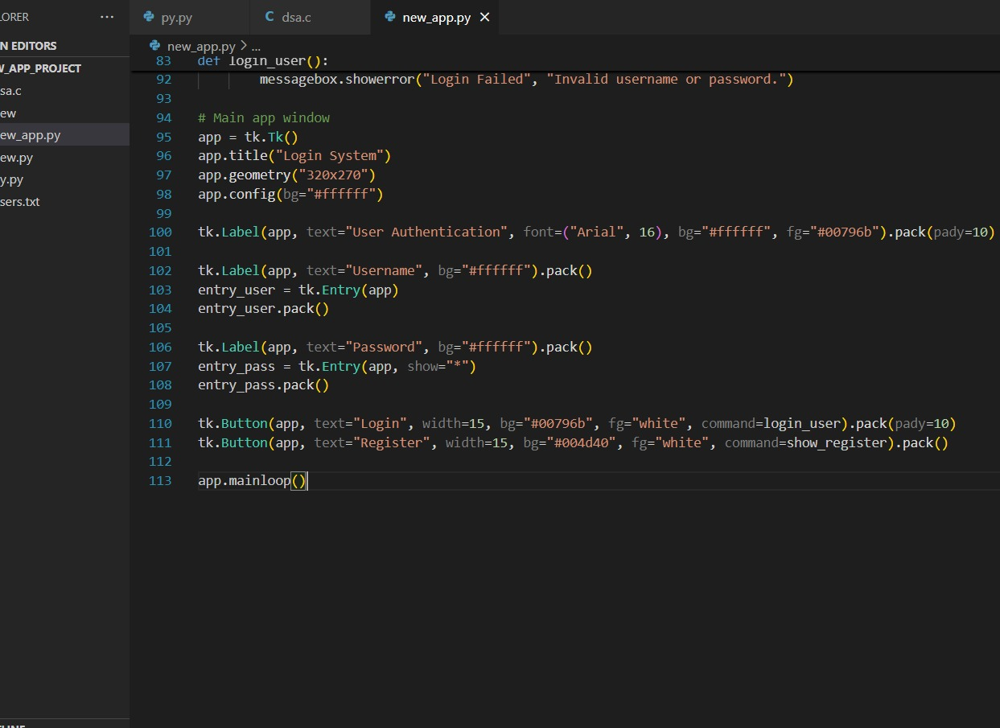 LORER ...
py.py
dsa.c
new_app.py
N EDITORS
W_APP_PROJECT
sa.c
ew
ew_app.py
ew.py
y.py
sers.txt
new_app.py > ...
83 def login_user():
92 messagebox.showerror("Login Failed", "Invalid username or password.")
93
94 # Main app window
95 app = tk.Tk()
96 app.title("Login System")
97 app.geometry("320x270")
98 app.config(bg="#ffffff")
99
100 tk.Label(app, text="User Authentication", font=("Arial", 16), bg="#ffffff", fg="#00796b").pack(pady=10)
101
102 tk.Label(app, text="Username", bg="#ffffff").pack()
103 entry_user = tk.Entry(app)
104 entry_user.pack()
105
106 tk.Label(app, text="Password", bg="#ffffff").pack()
107 entry_pass = tk.Entry(app, show="*")
108 entry_pass.pack()
109
110 tk.Button(app, text="Login", width=15, bg="#00796b", fg="white", command=login_user).pack(pady=10)
111 tk.Button(app, text="Register", width=15, bg="#004d40", fg="white", command=show_register).pack()
112
113 app.mainloop()